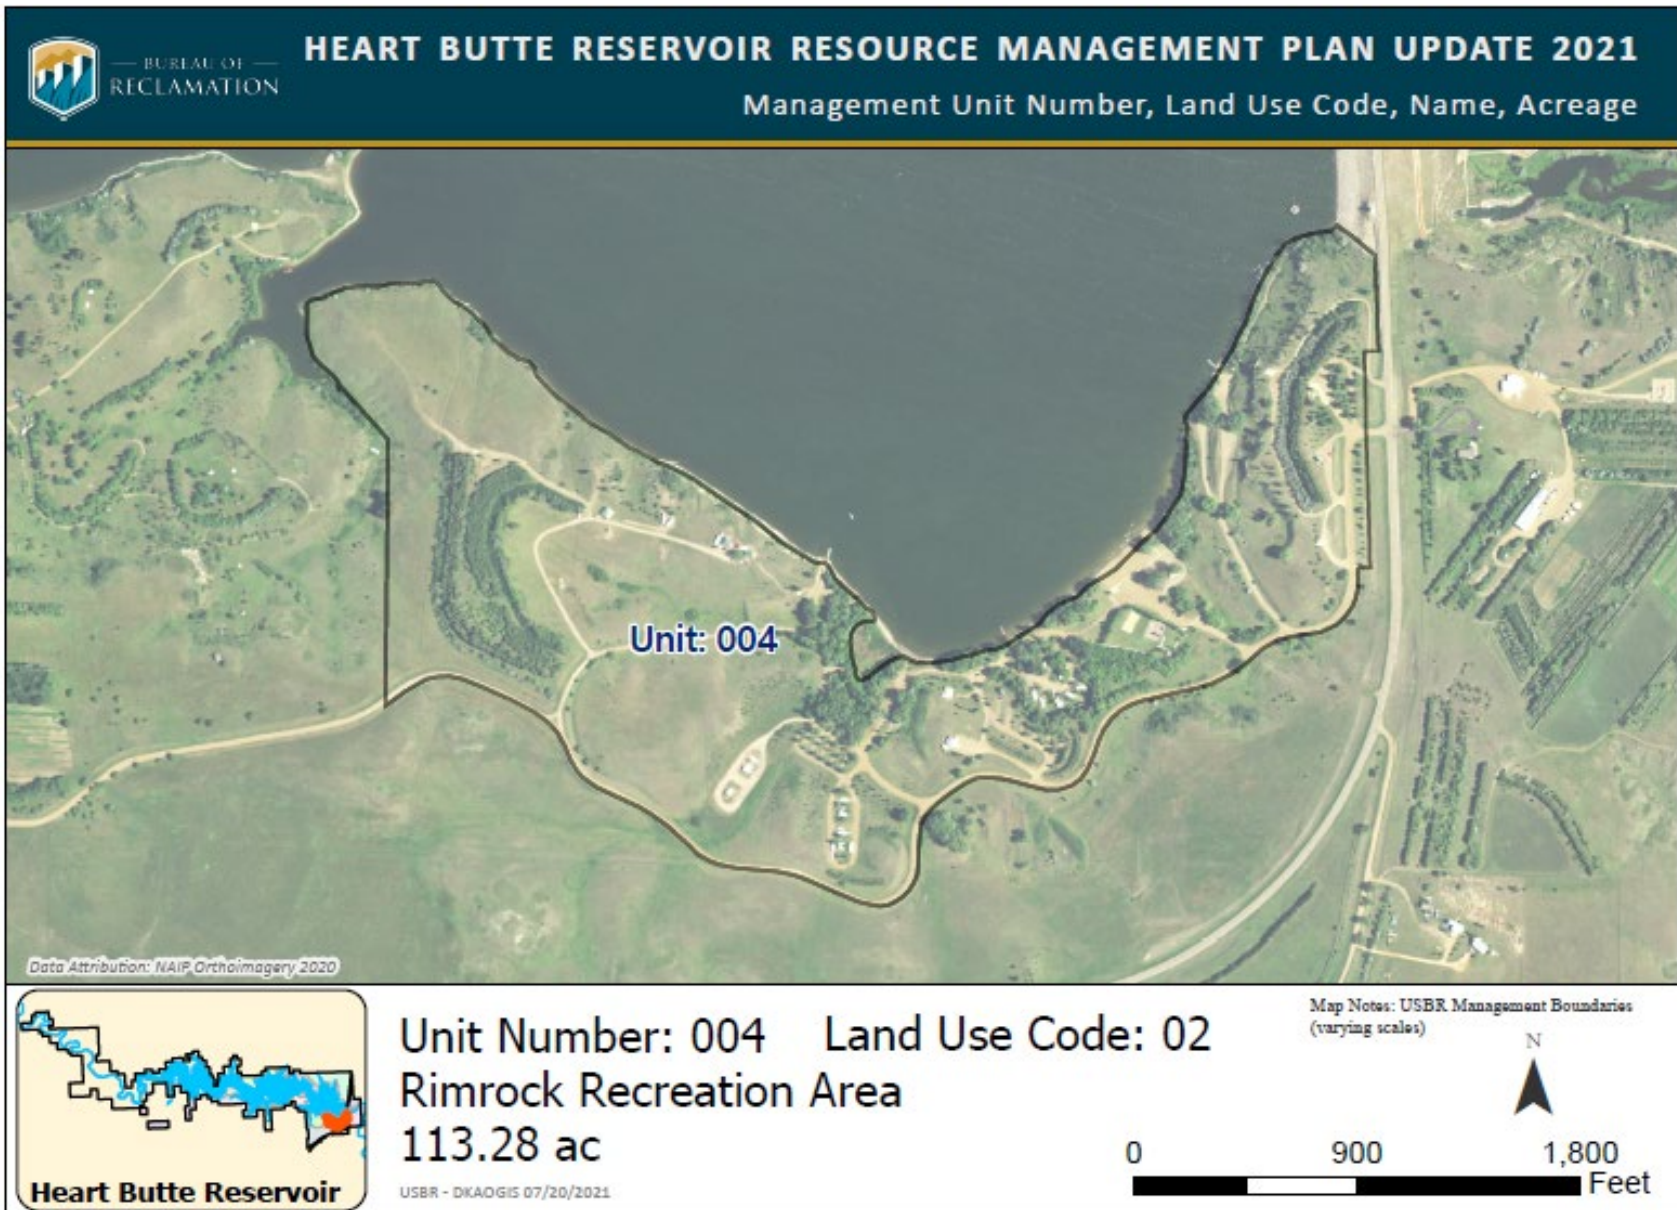 BUREAU OF
RECLAMATION
HEART BUTTE RESERVOIR RESOURCE MANAGEMENT PLAN UPDATE 2021
Management Unit Number, Land Use Code, Name, Acreage
Unit: 004
Data Attribution: NAIP Orthoimagery 2020
Heart Butte Reservoir
Unit Number: 004 Land Use Code: 02
Rimrock Recreation Area
113.28 ac
USBR - DKAOGIS 07/20/2021
Map Notes: USBR Management Boundaries
(varying scales)
N
0 900 1,800
Feet